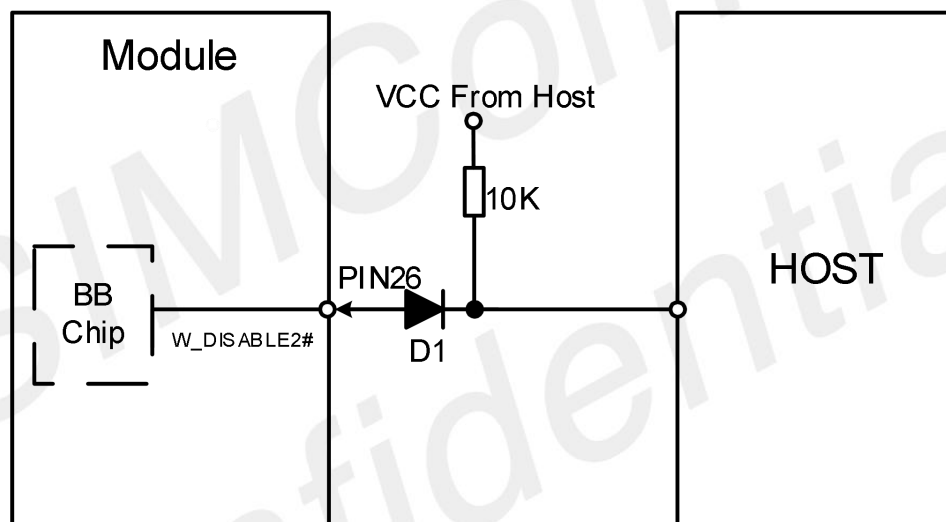 Module
VCC From Host
10K
PIN26
HOST
BB
Chip
W_DISABLE2#
D1
SIMCom
Confidential